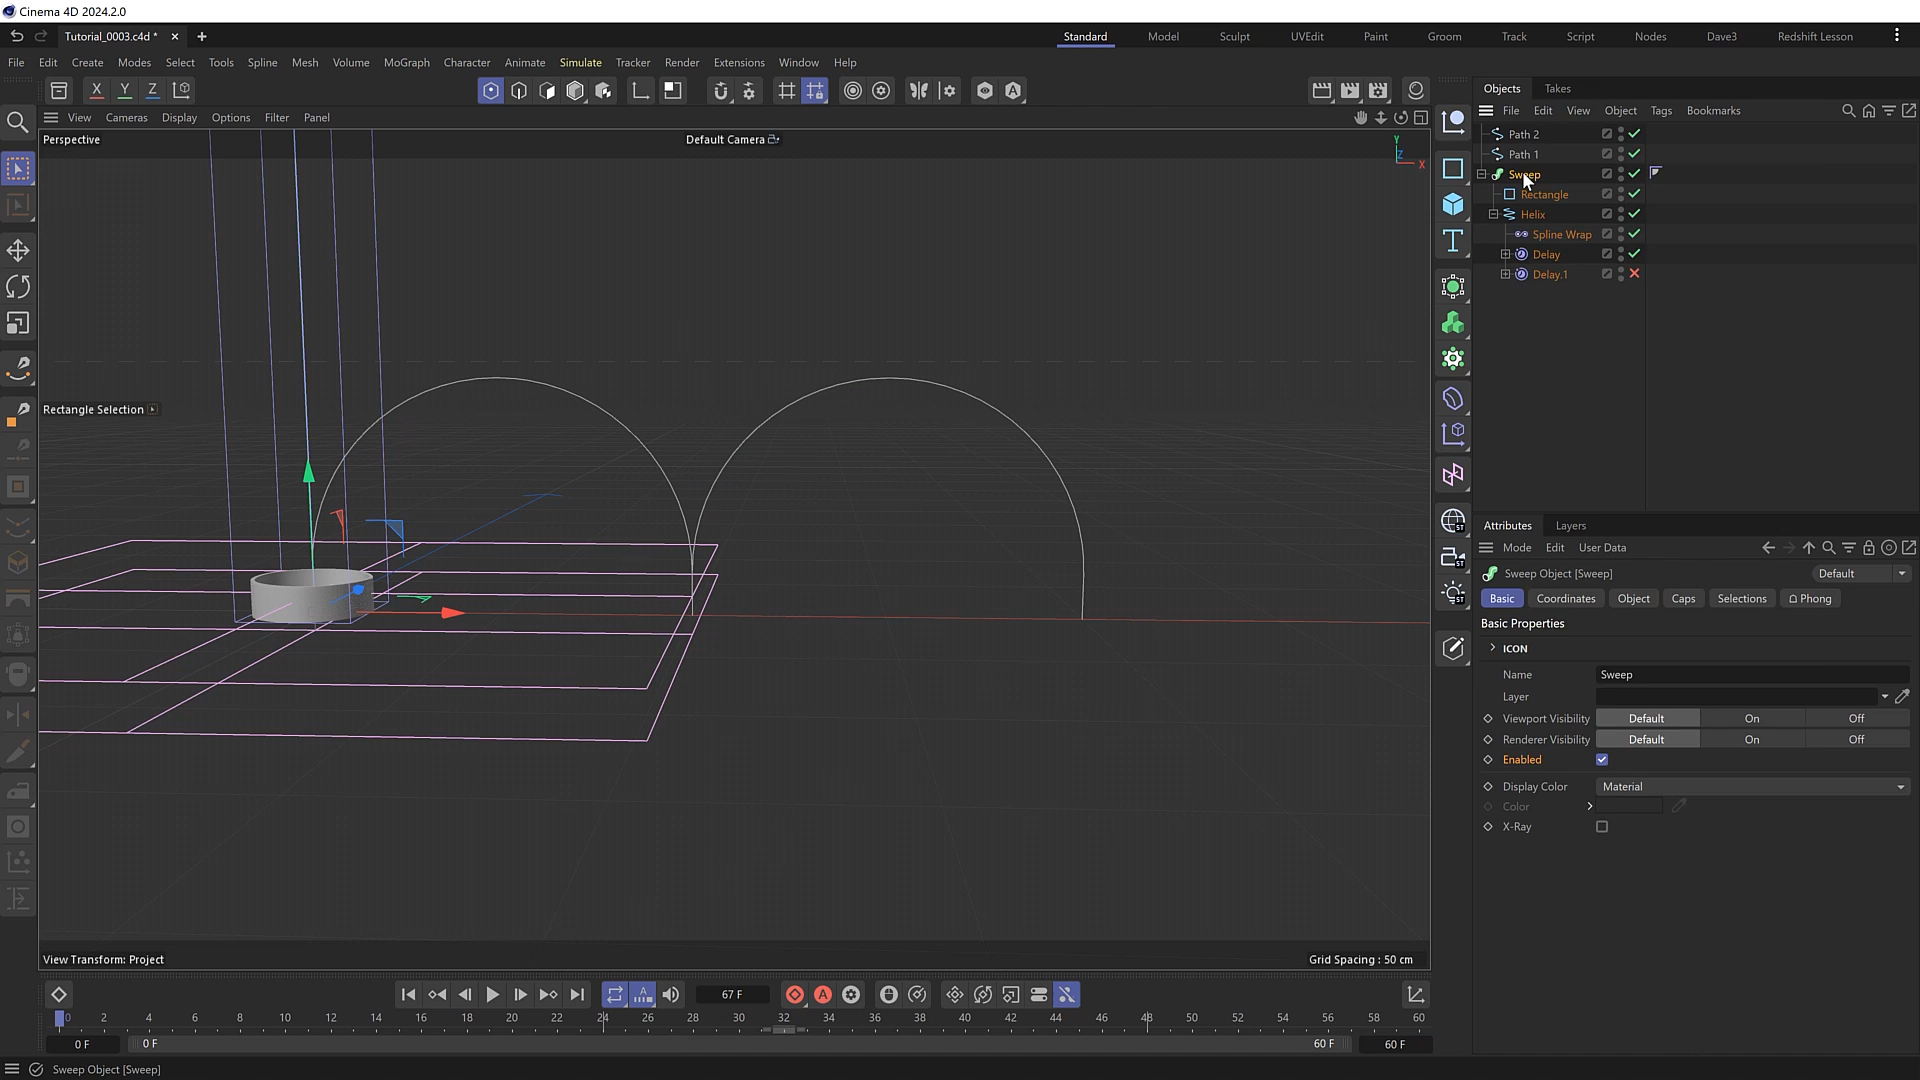 Cinema 4D 2024.2.0
Tutorial_0003.c4d *
Standard Model Sculpt UVEdit Paint Groom Track Script Nodes Dave3 Redshift Lesson
File Edit Create Modes Select Tools Spline Mesh Volume MoGraph Character Animate Simulate Tracker Render Extensions Window Help
X Y Z
Objects Takes
File Edit View Object Tags Bookmarks
View Cameras Display Options Filter Panel
Perspective
Default Camera
Y
Z
X
Path 2
Path 1
Sweep
Rectangle
Helix
Spline Wrap
Delay
Delay.1
Rectangle Selection
Attributes Layers
Mode Edit User Data
Sweep Object [Sweep]
Default
Basic Coordinates Object Caps Selections Phong
Basic Properties
ICON
Name Sweep
Layer
Viewport Visibility Default On Off
Renderer Visibility Default On Off
Enabled
Display Color Material
Color
X-Ray
ST
ST
ST
View Transform: Project
Grid Spacing : 50 cm
67 F
0 2 4 6 8 10 12 14 16 18 20 22 24 26 28 30 32 34 36 38 40 42 44 46 48 50 52 54 56 58 60
0 F 0 F 60 F 60 F
Sweep Object [Sweep]